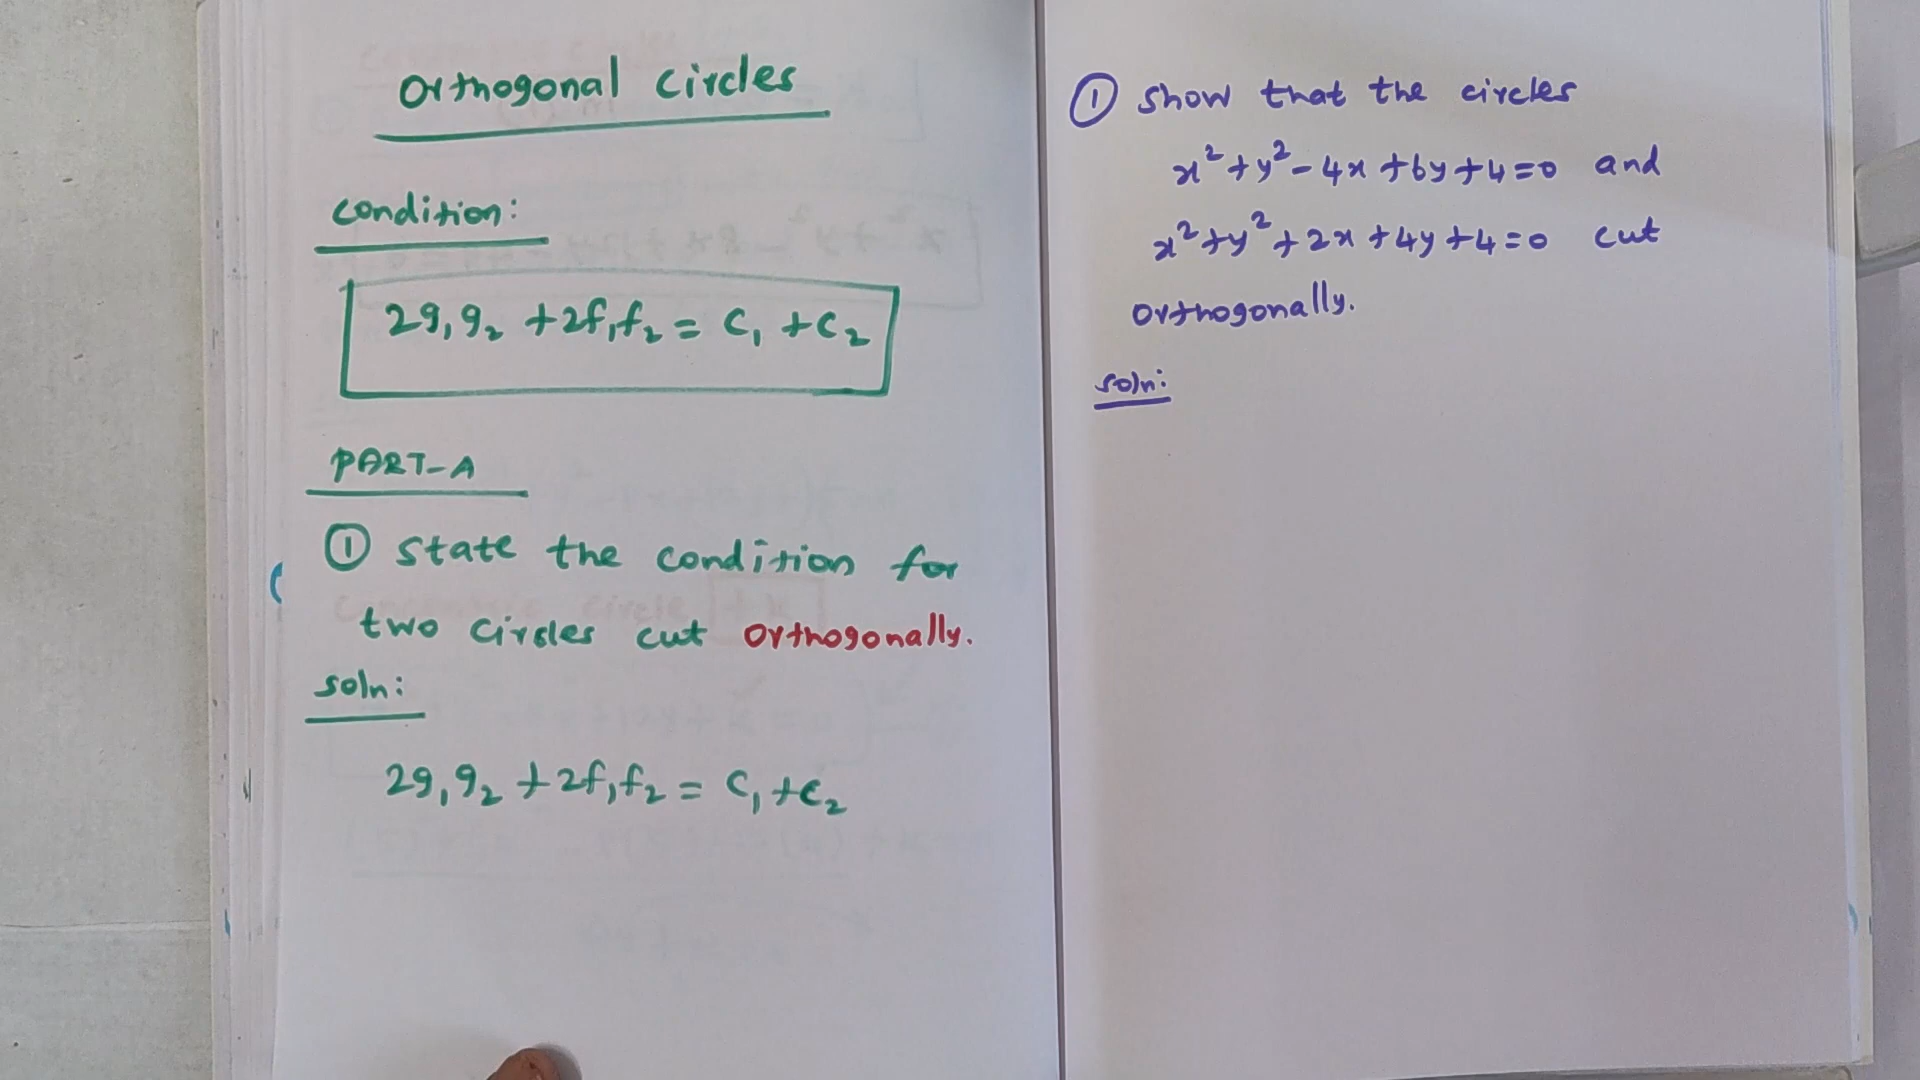 Orthogonal Circles
Condition:
2g₁g₂ + 2f₁f₂ = C₁ + C₂
PART-A
① State the condition for
two circles cut orthogonally.
Soln:
2g₁g₂ + 2f₁f₂ = C₁ + C₂
① Show that the circles
x² + y² - 4x + 6y + 4 = 0 and
x² + y² + 2x + 4y + 4 = 0 cut
orthogonally.
Soln: